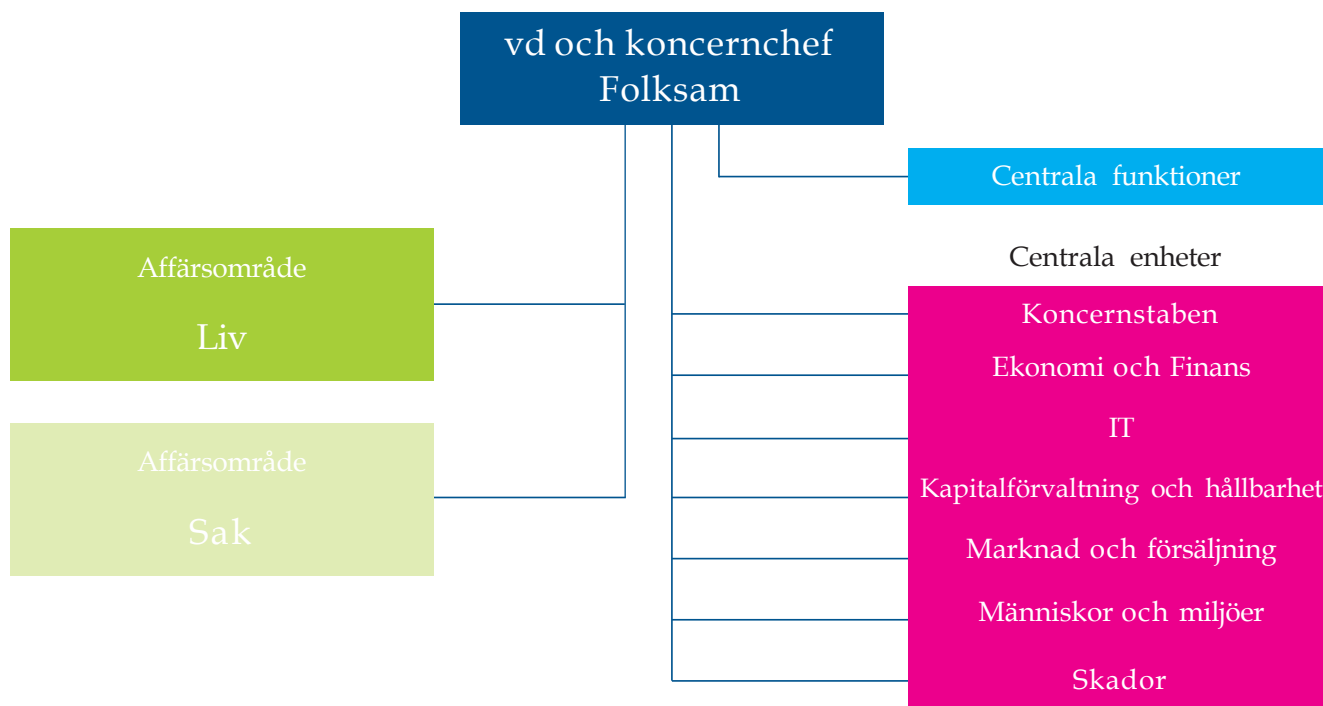 vd och koncernchef
Folksam
Centrala funktioner
Affärsområde
Liv
Affärsområde
Sak
Centrala enheter
Koncernstaben
Ekonomi och Finans
IT
Kapitalförvaltning och hållbarhet
Marknad och försäljning
Människor och miljöer
Skador